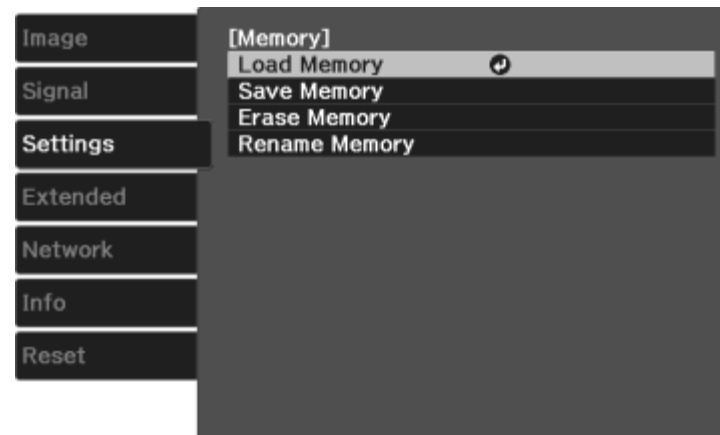 Image
Signal
Settings
Extended
Network
Info
Reset
[Memory]
Load Memory
Save Memory
Erase Memory
Rename Memory